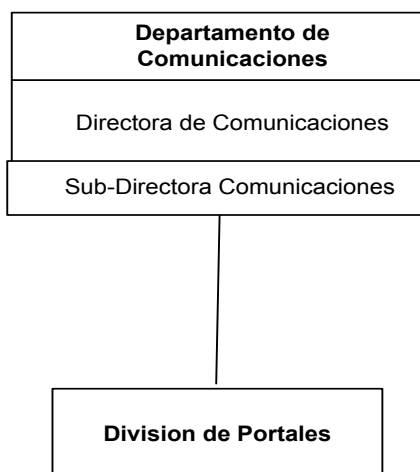 Departamento de
Comunicaciones
Directora de Comunicaciones
Sub-Directora Comunicaciones
Division de Portales